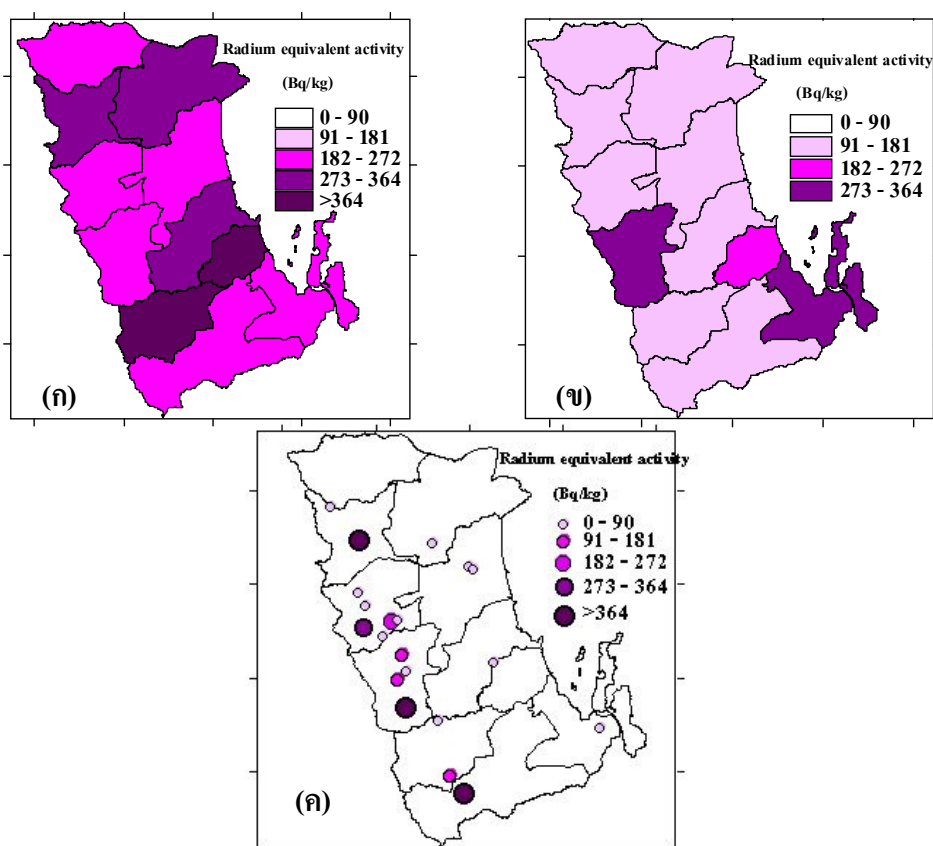 Radium equivalent activity
(Bq/kg)
0 - 90
91 - 181
182 - 272
273 - 364
>364
(ก)
Radium equivalent activity
(Bq/kg)
0 - 90
91 - 181
182 - 272
273 - 364
(ข)
Radium equivalent activity
(Bq/kg)
0 - 90
91 - 181
182 - 272
273 - 364
>364
(ค)